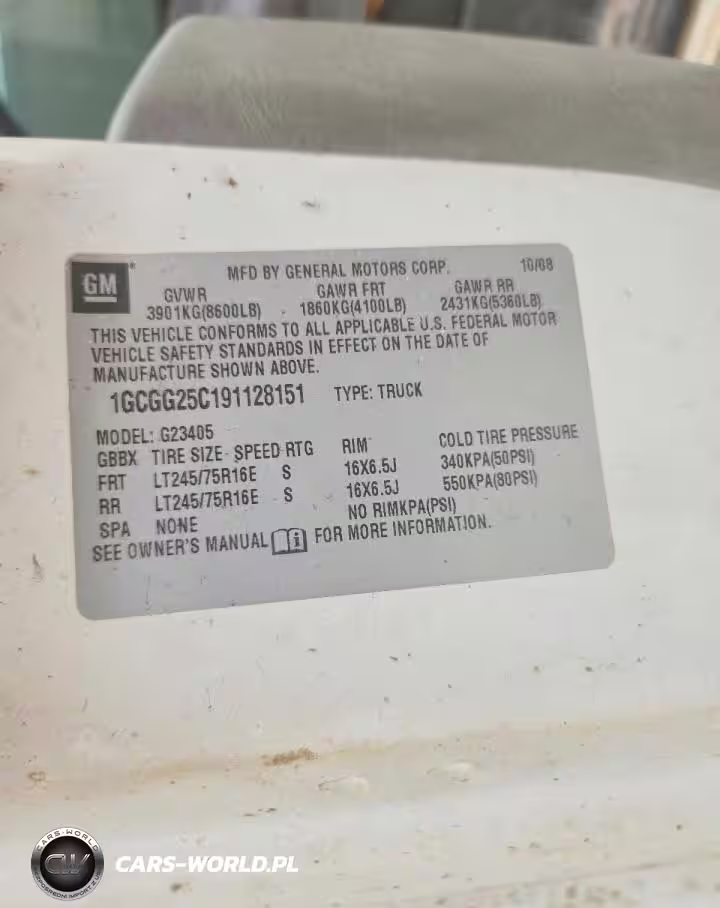 GM
MFD BY GENERAL MOTORS CORP. 10/08
GVWR GAWR FRT GAWR RR
3901KG(8600LB) 1860KG(4100LB) 2431KG(5360LB)
THIS VEHICLE CONFORMS TO ALL APPLICABLE U.S. FEDERAL MOTOR
VEHICLE SAFETY STANDARDS IN EFFECT ON THE DATE OF
MANUFACTURE SHOWN ABOVE.
1GCGG25C191128151 TYPE: TRUCK
MODEL: G23405
GBBX TIRE SIZE SPEED RTG RIM COLD TIRE PRESSURE
FRT LT245/75R16E S 16X6.5J 340KPA(50PSI)
RR LT245/75R16E S 16X6.5J 550KPA(80PSI)
SPA NONE NO RIMKPA(PSI)
SEE OWNER'S MANUAL FOR MORE INFORMATION.
CARS-WORLD
CW
CARS-WORLD.PL